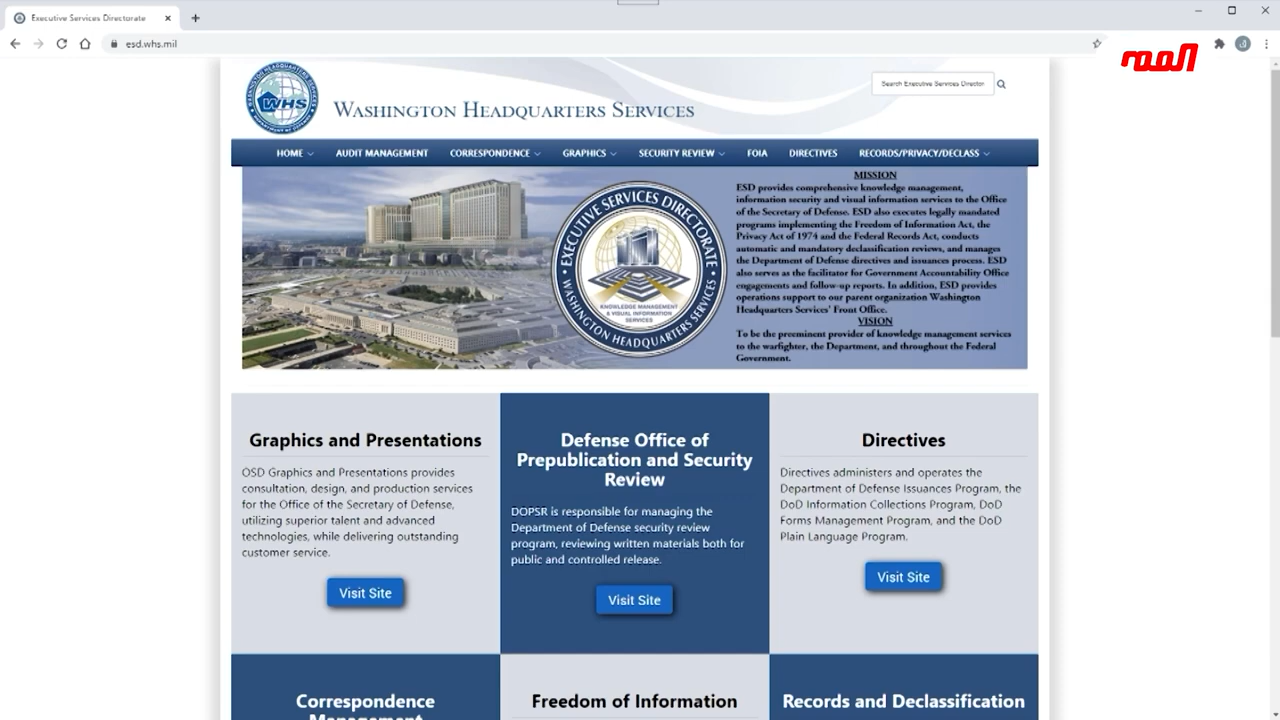 Executive Services Directorate
esd.whs.mil
WHS
WASHINGTON HEADQUARTERS SERVICES
Search Executive Services Director
HOME AUDIT MANAGEMENT CORRESPONDENCE GRAPHICS SECURITY REVIEW FOIA DIRECTIVES RECORDS/PRIVACY/DECLASS
EXECUTIVE SERVICES DIRECTORATE
KNOWLEDGE MANAGEMENT
& VISUAL INFORMATION
SERVICES
WASHINGTON HEADQUARTERS SERVICES
MISSION
ESD provides comprehensive knowledge management,
information security and visual information services to the Office
of the Secretary of Defense. ESD also executes legally mandated
programs implementing the Freedom of Information Act, the
Privacy Act of 1974 and the Federal Records Act, conducts
automatic and mandatory declassification reviews, and manages
the Department of Defense directives and issuances process. ESD
also serves as the facilitator for Government Accountability Office
engagements and follow-up reports. In addition, ESD provides
operations support to our parent organization Washington
Headquarters Services' Front Office.
VISION
To be the preeminent provider of knowledge management services
to the warfighter, the Department, and throughout the Federal
Government.
Graphics and Presentations
OSD Graphics and Presentations provides
consultation, design, and production services
for the Office of the Secretary of Defense,
utilizing superior talent and advanced
technologies, while delivering outstanding
customer service.
Visit Site
Defense Office of
Prepublication and Security
Review
DOPSR is responsible for managing the
Department of Defense security review
program, reviewing written materials both for
public and controlled release.
Visit Site
Directives
Directives administers and operates the
Department of Defense Issuances Program, the
DoD Information Collections Program, DoD
Forms Management Program, and the DoD
Plain Language Program.
Visit Site
Correspondence
Management
Freedom of Information
Records and Declassification